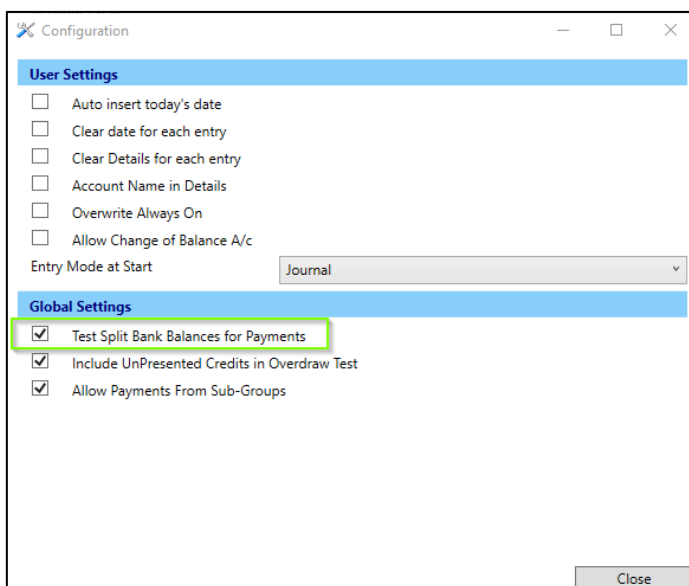 Configuration
User Settings
Auto insert today's date
Clear date for each entry
Clear Details for each entry
Account Name in Details
Overwrite Always On
Allow Change of Balance A/c
Entry Mode at Start Journal
Global Settings
Test Split Bank Balances for Payments
Include UnPresented Credits in Overdraw Test
Allow Payments From Sub-Groups
Close